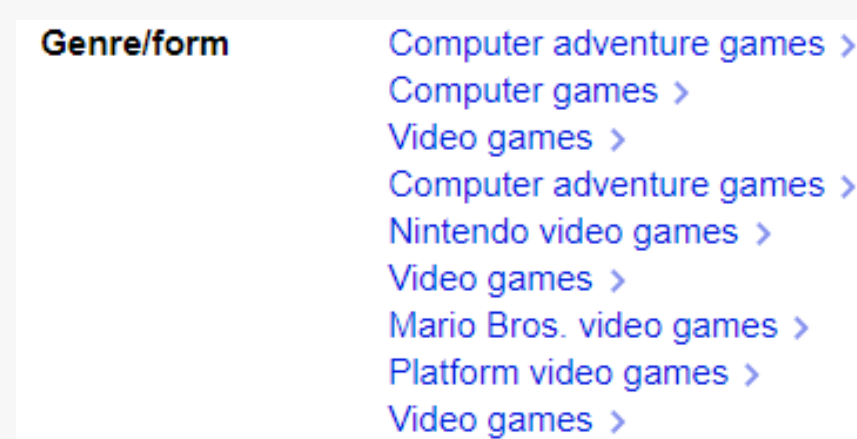 Genre/form Computer adventure games >
Computer games >
Video games >
Computer adventure games >
Nintendo video games >
Video games >
Mario Bros. video games >
Platform video games >
Video games >